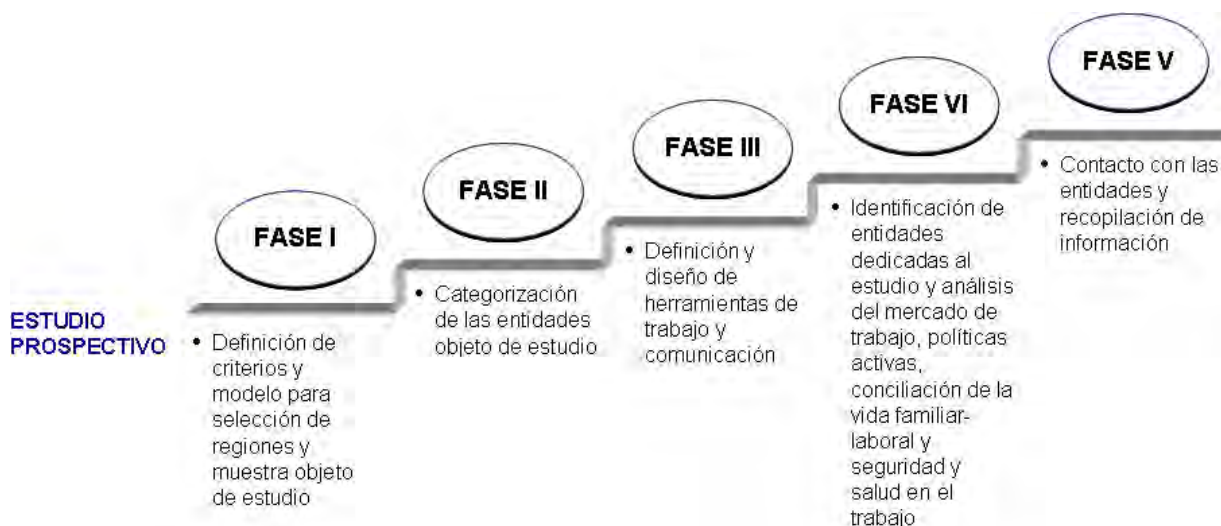 ESTUDIO
PROSPECTIVO
FASE I
• Definición de
criterios y
modelo para
selección de
regiones y
muestra objeto
de estudio
FASE II
• Categorización
de las entidades
objeto de estudio
FASE III
• Definición y
diseño de
herramientas de
trabajo y
comunicación
FASE VI
• Identificación de
entidades
dedicadas al
estudio y análisis
del mercado de
trabajo, políticas
activas,
conciliación de la
vida familiar-
laboral y
seguridad y
salud en el
trabajo
FASE V
• Contacto con las
entidades y
recopilación de
información